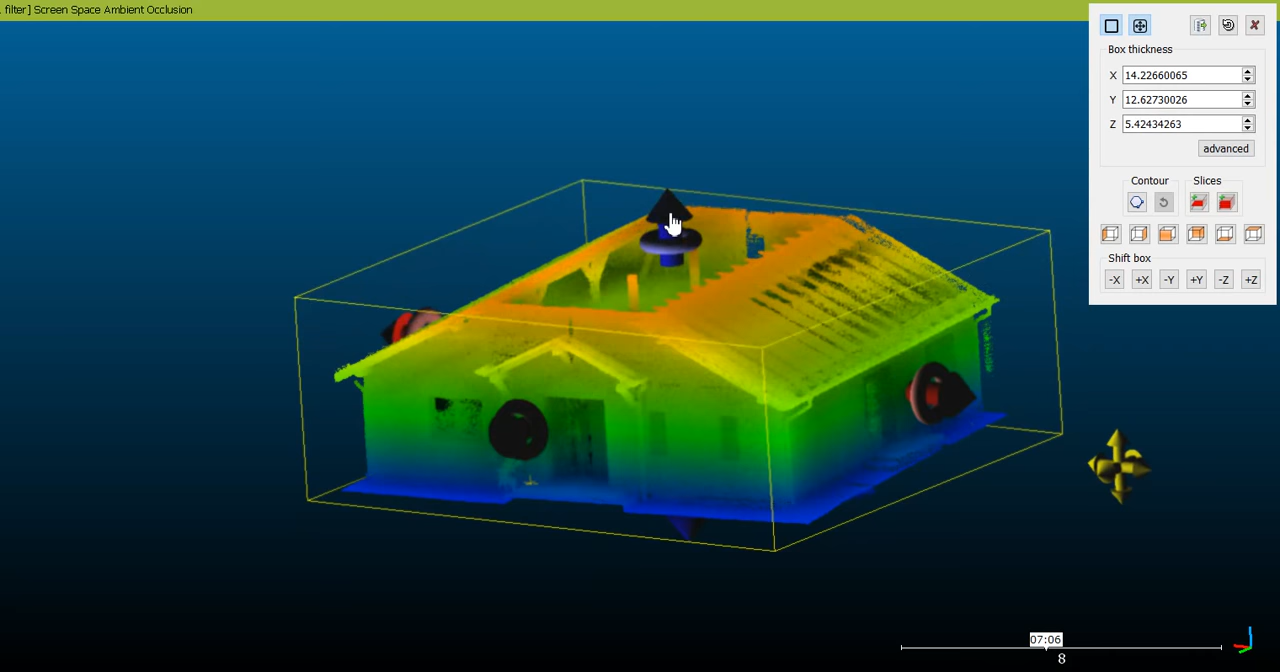 filter] Screen Space Ambient Occlusion
Box thickness
X 14.22660065
Y 12.62730026
Z 5.42434263
advanced
Contour Slices
Shift box
-X +X -Y +Y -Z +Z
07:06
8